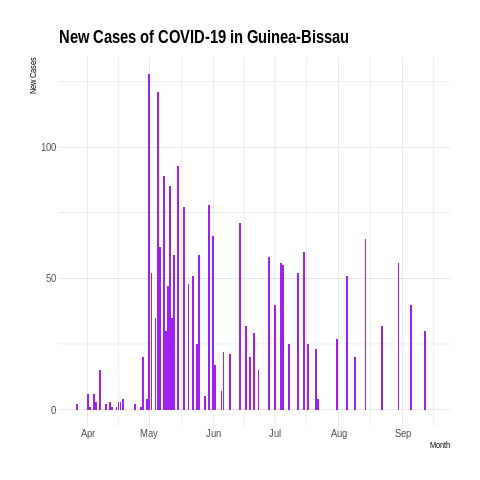 New Cases of COVID-19 in Guinea-Bissau
New Cases
100
50
0
Apr May Jun Jul Aug Sep
Month